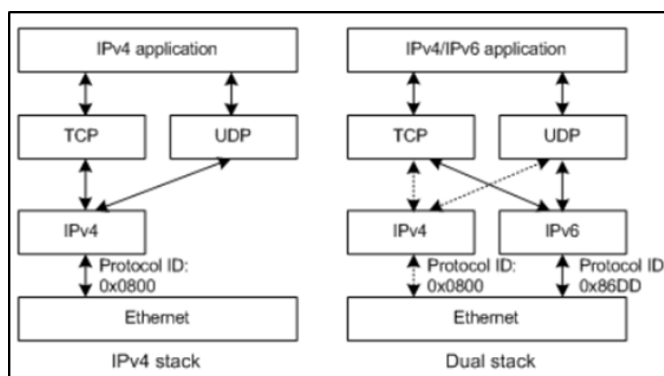 IPv4 application
IPv4/IPv6 application
TCP
UDP
TCP
UDP
IPv4
IPv4
IPv6
Protocol ID:
0x0800
Protocol ID:
0x0800
Protocol ID:
0x86DD
Ethernet
Ethernet
IPv4 stack
Dual stack